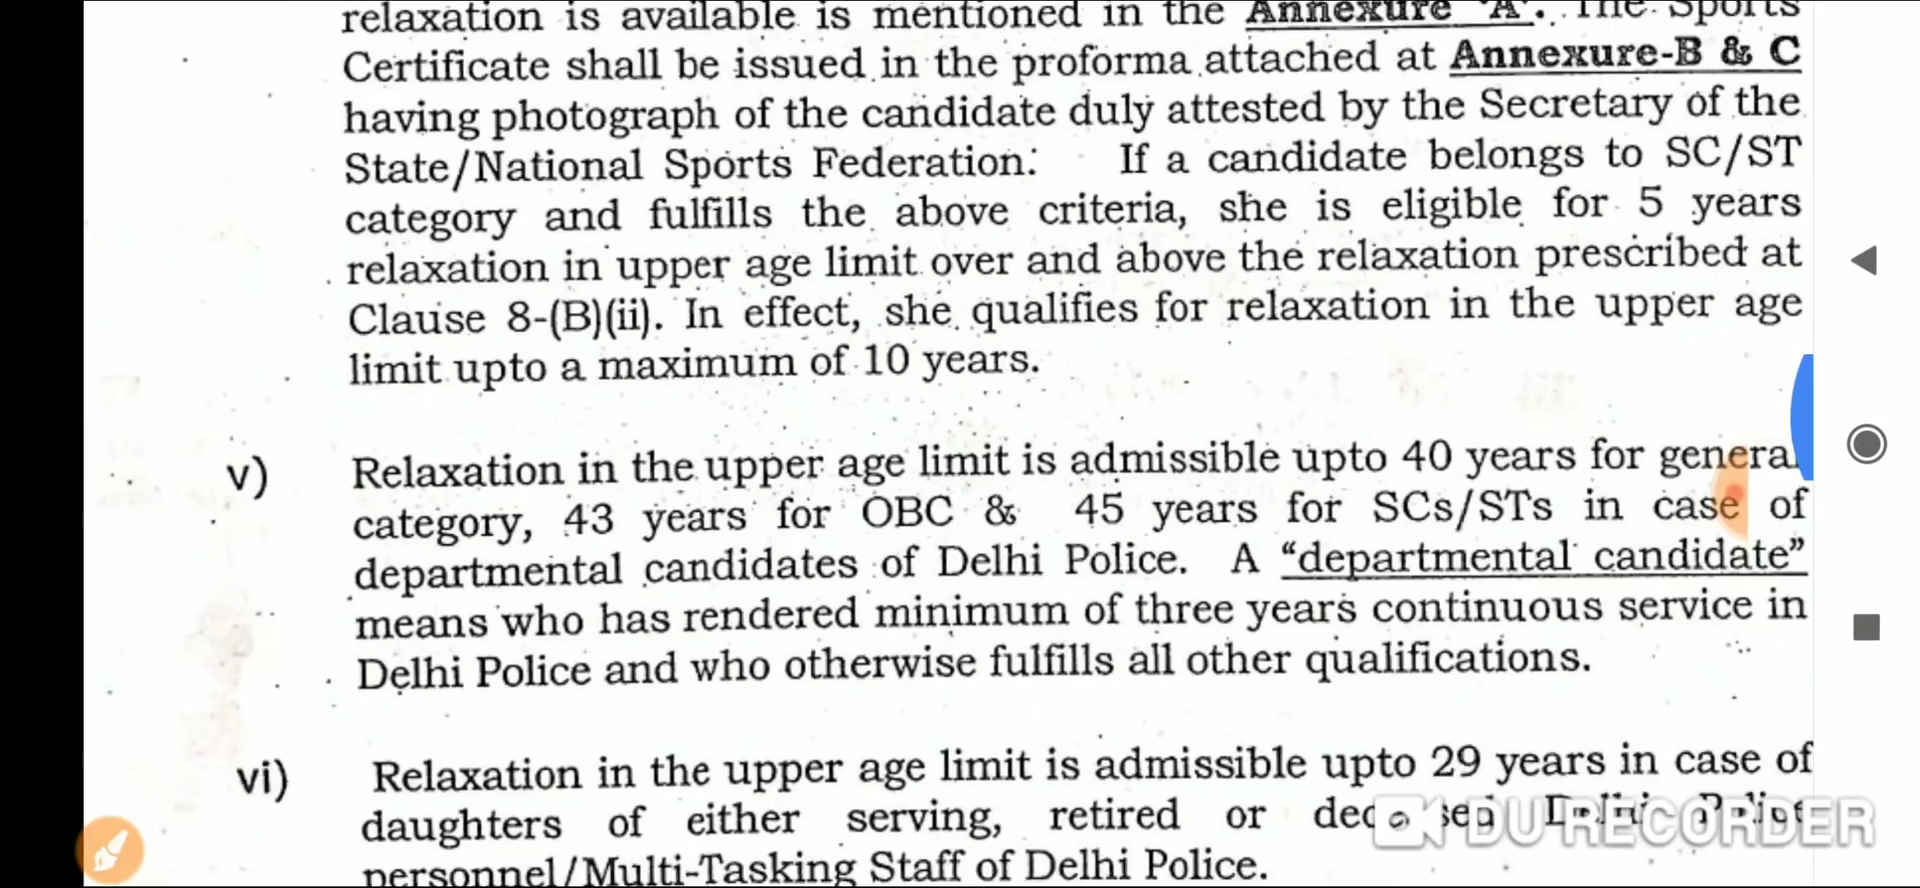 relaxation is available is mentioned in the Annexure 'A'. The Sports
Certificate shall be issued in the proforma attached at Annexure-B & C
having photograph of the candidate duly attested by the Secretary of the
State/National Sports Federation. If a candidate belongs to SC/ST
category and fulfills the above criteria, she is eligible for 5 years
relaxation in upper age limit over and above the relaxation prescribed at
Clause 8-(B)(ii). In effect, she qualifies for relaxation in the upper age
limit upto a maximum of 10 years.
v) Relaxation in the upper age limit is admissible upto 40 years for general
category, 43 years for OBC & 45 years for SCs/STs in case of
departmental candidates of Delhi Police. A “departmental candidate”
means who has rendered minimum of three years continuous service in
Delhi Police and who otherwise fulfills all other qualifications.
vi) Relaxation in the upper age limit is admissible upto 29 years in case of
daughters of either serving, retired or deceased Delhi Police
personnel/Multi-Tasking Staff of Delhi Police.
DU RECORDER